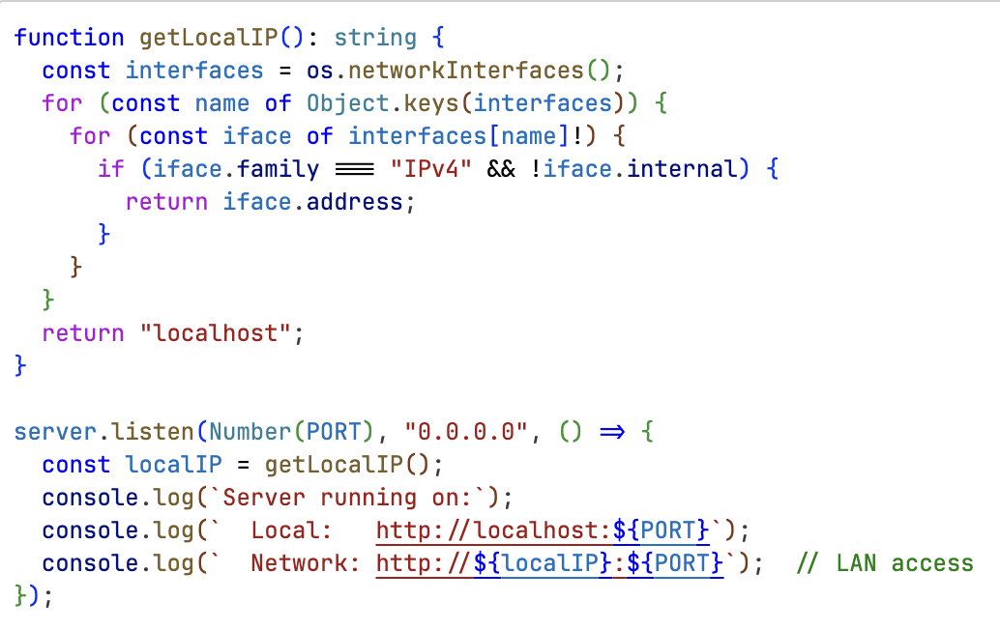 function getLocalIP(): string {
  const interfaces = os.networkInterfaces();
  for (const name of Object.keys(interfaces)) {
    for (const iface of interfaces[name]!) {
      if (iface.family === "IPv4" && !iface.internal) {
        return iface.address;
      }
    }
  }
  return "localhost";
}

server.listen(Number(PORT), "0.0.0.0", () => {
  const localIP = getLocalIP();
  console.log(`Server running on:`);
  console.log(`  Local:   http://localhost:${PORT}`);
  console.log(`  Network: http://${localIP}:${PORT}`);  // LAN access
});